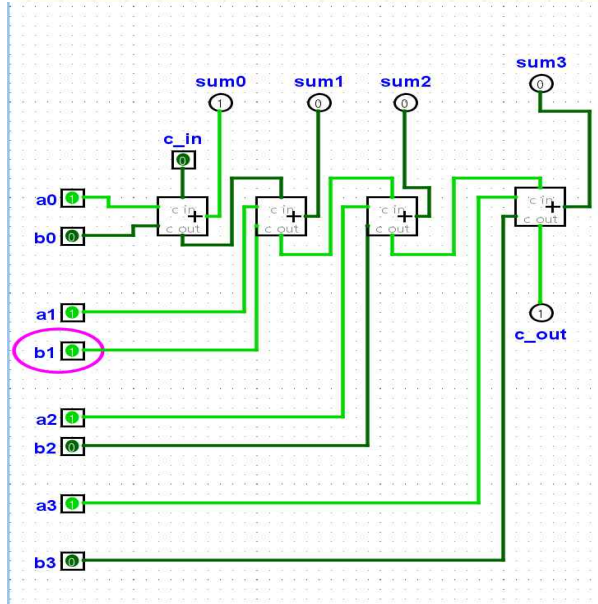 sum3
0
sum0 sum1 sum2
1 0 0
c_in
0
a0 1
b0 0
c in + c out
c in + c out
c in + c out
c in + c out
a1 1
1
c_out
b1 1
a2 1
b2 0
a3 1
b3 0